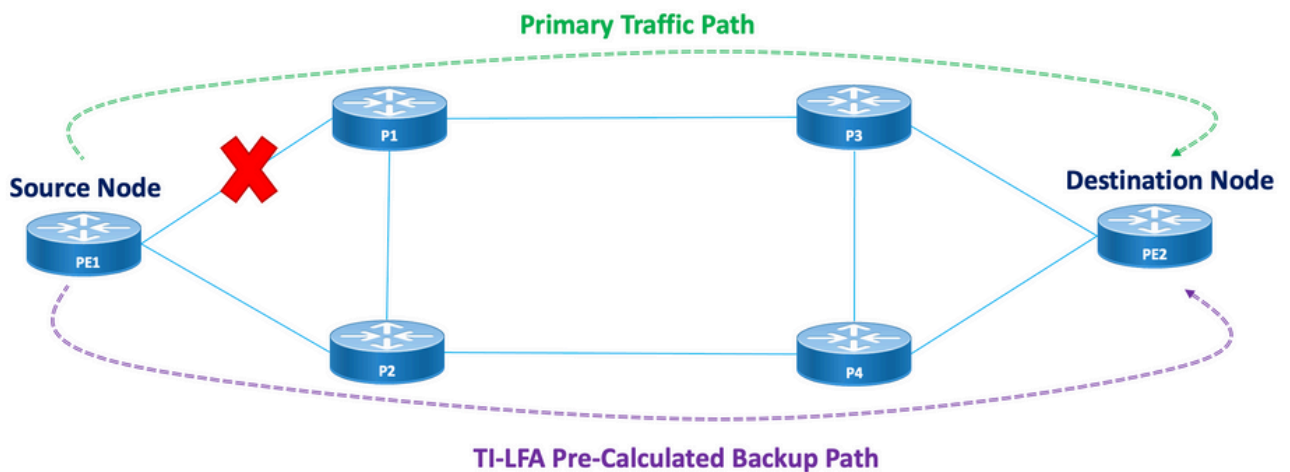 Primary Traffic Path
P1
P3
Source Node
Destination Node
PE1
PE2
P2
P4
TI-LFA Pre-Calculated Backup Path